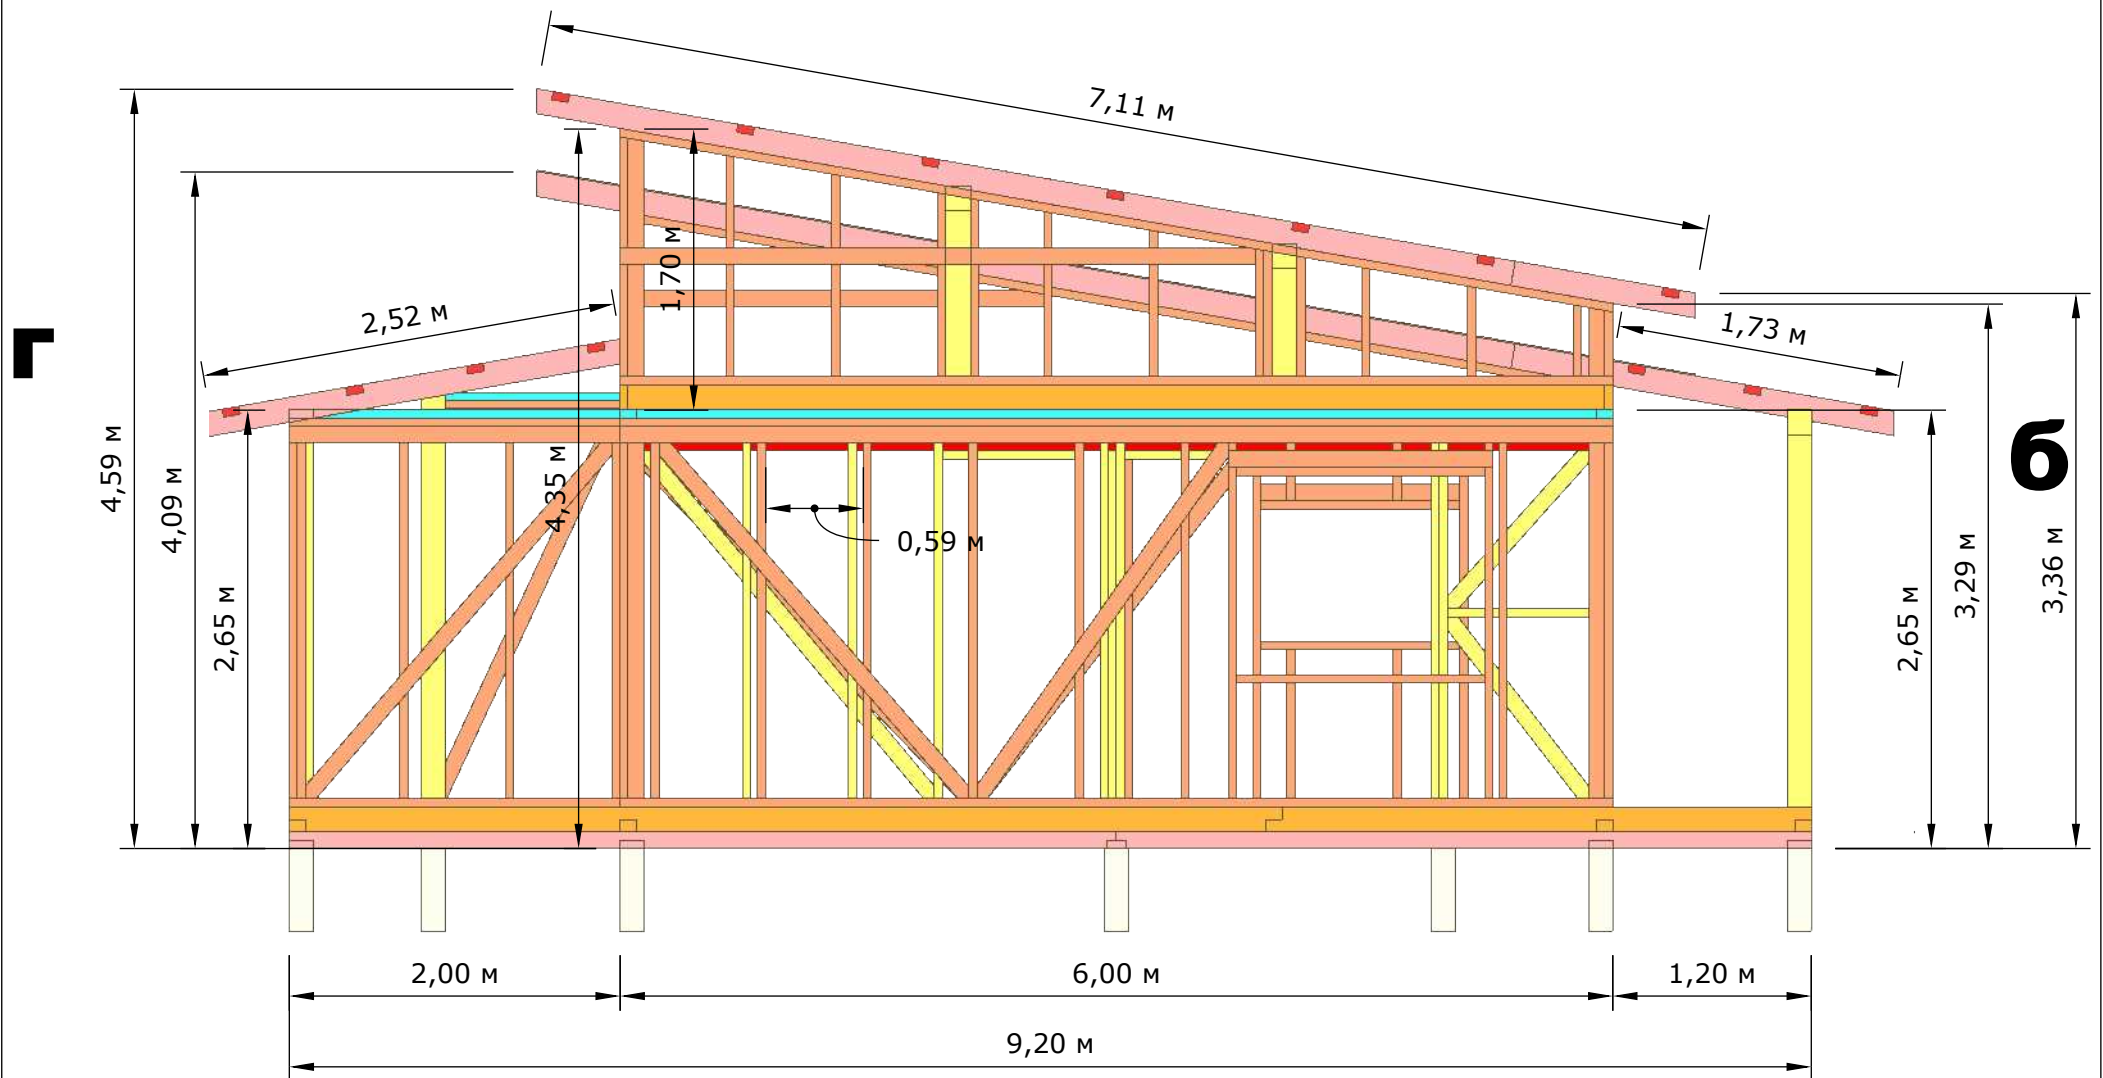 7,11 м
2,52 м
1,70 м
1,73 м
Г
б
4,59 м
4,09 м
2,65 м
4,35 м
0,59 м
2,65 м
3,29 м
3,36 м
2,00 м
6,00 м
1,20 м
9,20 м